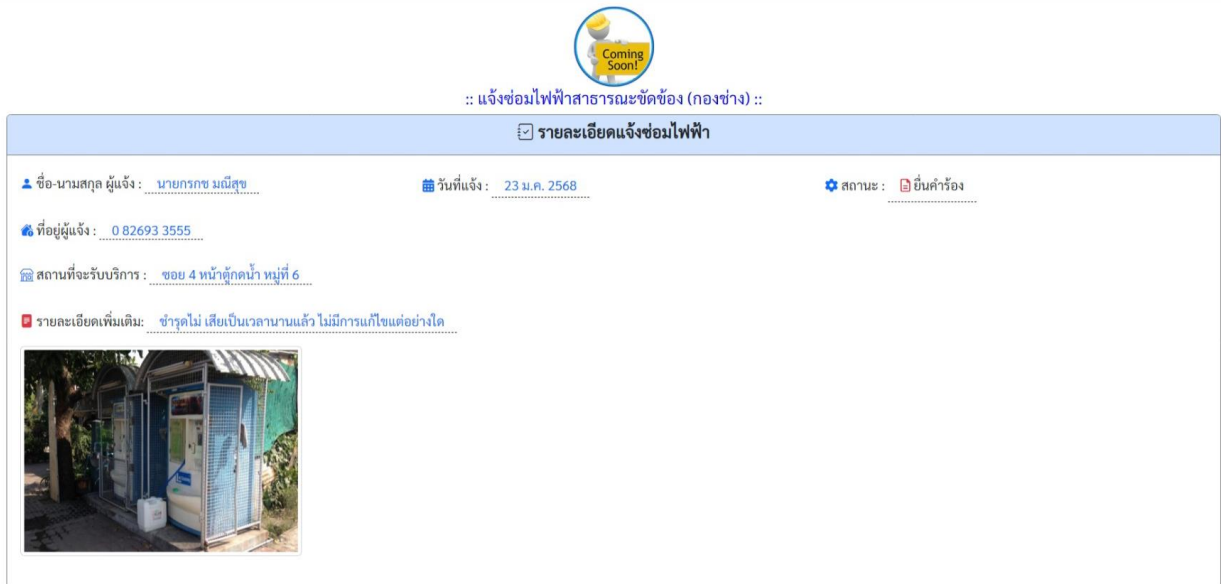 Coming
Soon!
:: แจ้งซ่อมไฟฟ้าสาธารณะขัดข้อง (กองช่าง) ::
รายละเอียดแจ้งซ่อมไฟฟ้า
ชื่อ-นามสกุล ผู้แจ้ง : นายกรกช มณีสุข วันที่แจ้ง : 23 ม.ค. 2568 สถานะ : ยื่นคำร้อง
ที่อยู่ผู้แจ้ง : 0 82693 3555
สถานที่จะรับบริการ : ซอย 4 หน้าตู้กดน้ำ หมู่ที่ 6
รายละเอียดเพิ่มเติม: ชำรุดไม่ เสียเป็นเวลานานแล้ว ไม่มีการแก้ไขแต่อย่างใด